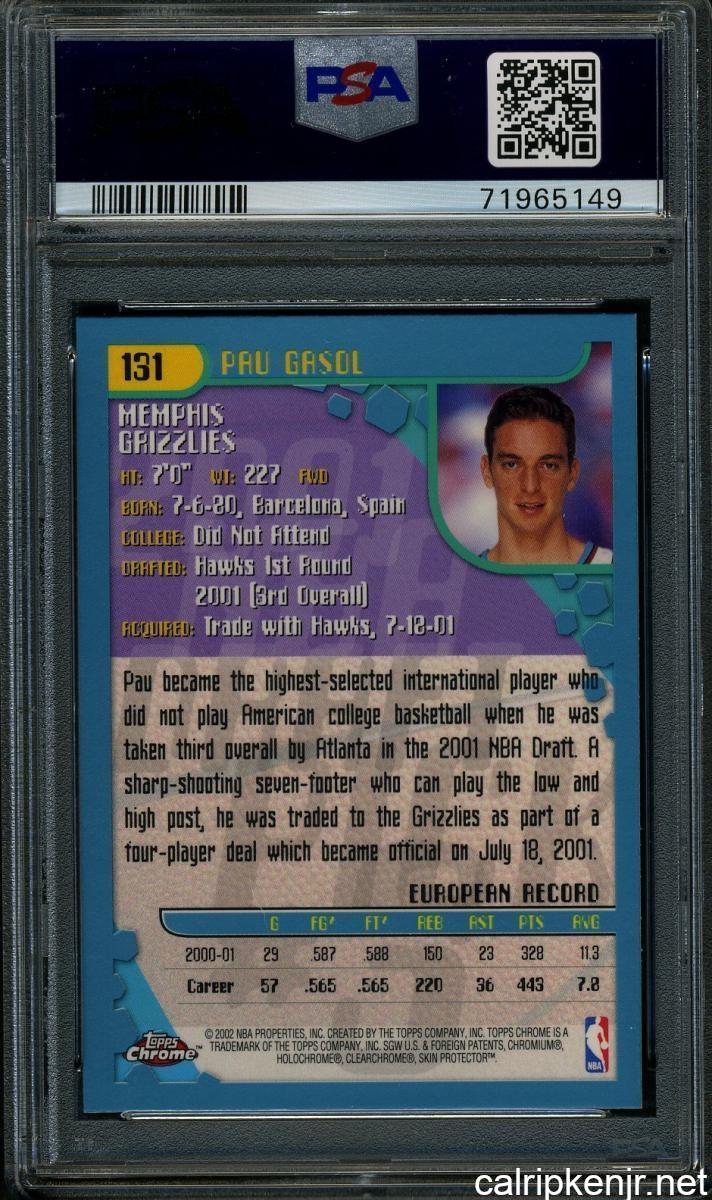 PSA
71965149
131 PAU GASOL
MEMPHIS
GRIZZLIES
HT: 7'0" WT: 227 FWD
BORN: 7-6-80, Barcelona, Spain
COLLEGE: Did Not Attend
DRAFTED: Hawks 1st Round
2001 (3rd Overall)
ACQUIRED: Trade with Hawks, 7-18-01
Pau became the highest-selected international player who
did not play American college basketball when he was
taken third overall by Atlanta in the 2001 NBA Draft. A
sharp-shooting seven-footer who can play the low and
high post, he was traded to the Grizzlies as part of a
four-player deal which became official on July 18, 2001.
EUROPEAN RECORD
G FG% FT% REB AST PTS AVG
2000-01 29 .587 .588 150 23 328 11.3
Career 57 .565 .565 220 36 443 7.8
Topps Chrome™
© 2002 NBA PROPERTIES, INC. CREATED BY THE TOPPS COMPANY, INC. TOPPS CHROME IS A
TRADEMARK OF THE TOPPS COMPANY, INC. SGW U.S. & FOREIGN PATENTS, CHROMIUM®,
HOLOCHROME®, CLEARCHROME®, SKIN PROTECTOR™.
NBA
PSA
calripkenjr.net